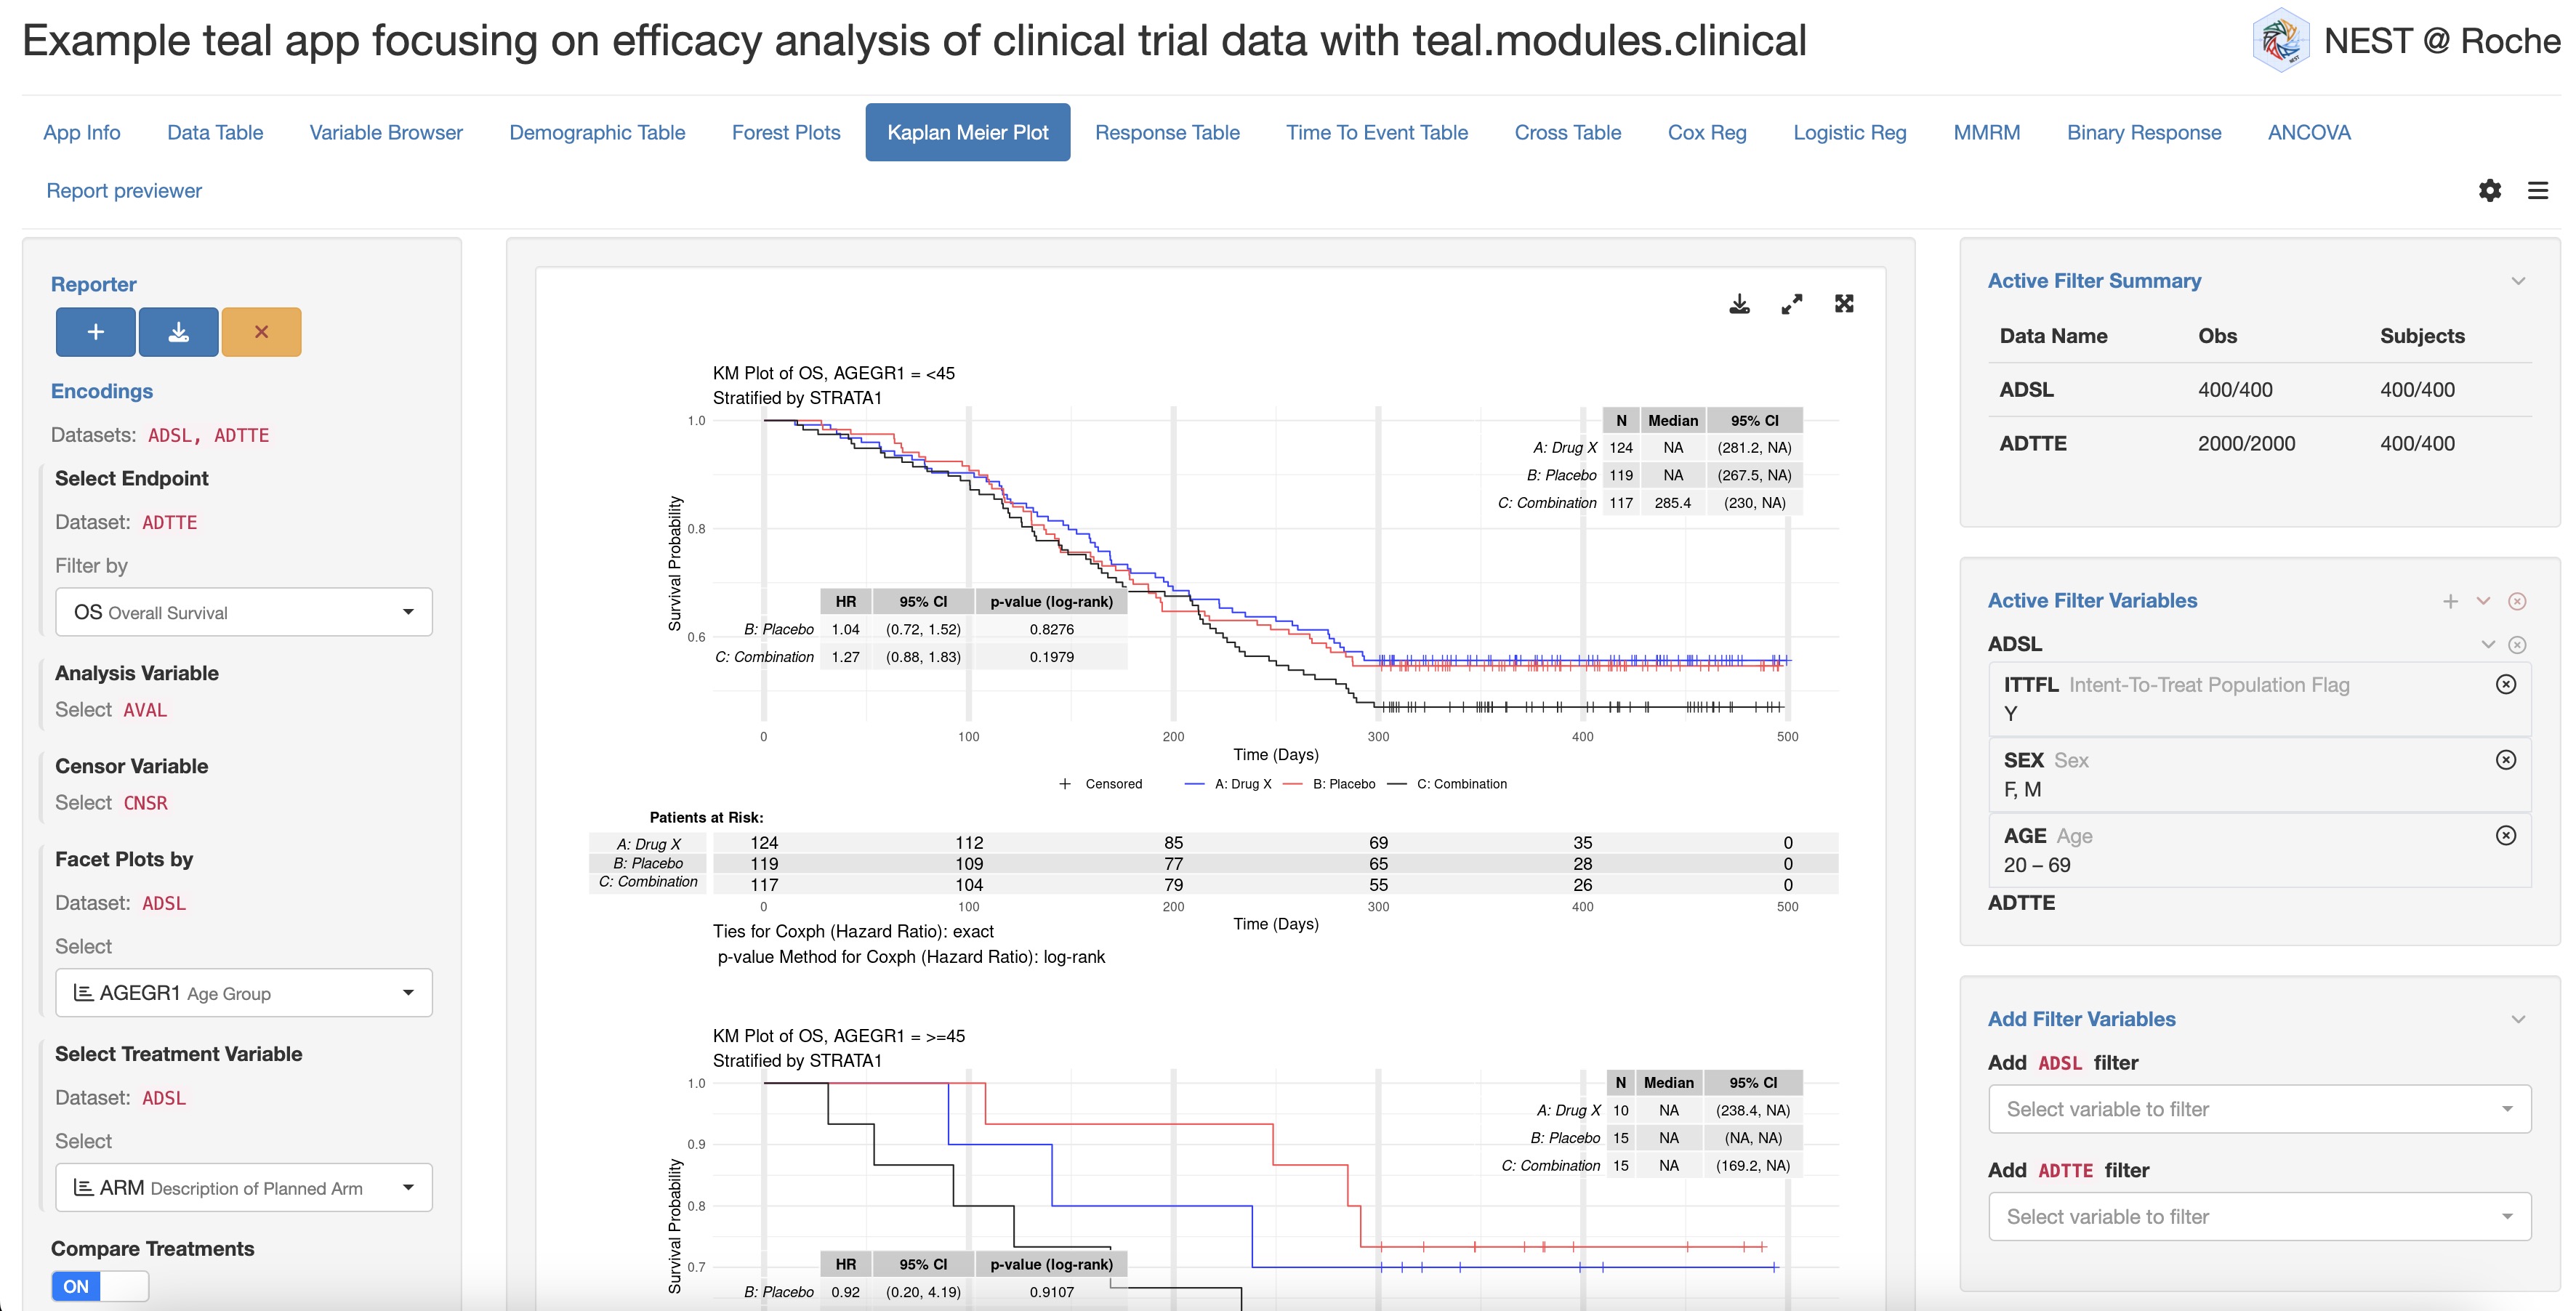 Example teal app focusing on efficacy analysis of clinical trial data with teal.modules.clinical
NEST @ Roche
App Info Data Table Variable Browser Demographic Table Forest Plots Kaplan Meier Plot Response Table Time To Event Table Cross Table Cox Reg Logistic Reg MMRM Binary Response ANCOVA
Report previewer
Reporter
Encodings
Datasets: ADSL, ADTTE
Select Endpoint
Dataset: ADTTE
Filter by
OS Overall Survival
Analysis Variable
Select AVAL
Censor Variable
Select CNSR
Facet Plots by
Dataset: ADSL
Select
AGEGR1 Age Group
Select Treatment Variable
Dataset: ADSL
Select
ARM Description of Planned Arm
Compare Treatments
ON
KM Plot of OS, AGEGR1 = <45
Stratified by STRATA1
N Median 95% CI
A: Drug X 124 NA (281.2, NA)
B: Placebo 119 NA (267.5, NA)
C: Combination 117 285.4 (230, NA)
Survival Probability
1.0
0.8
0.6
HR 95% CI p-value (log-rank)
B: Placebo 1.04 (0.72, 1.52) 0.8276
C: Combination 1.27 (0.88, 1.83) 0.1979
0 100 200 300 400 500
Time (Days)
Censored A: Drug X B: Placebo C: Combination
Patients at Risk:
A: Drug X 124 112 85 69 35 0
B: Placebo 119 109 77 65 28 0
C: Combination 117 104 79 55 26 0
0 100 200 300 400 500
Time (Days)
Ties for Coxph (Hazard Ratio): exact
p-value Method for Coxph (Hazard Ratio): log-rank
KM Plot of OS, AGEGR1 = >=45
Stratified by STRATA1
N Median 95% CI
A: Drug X 10 NA (238.4, NA)
B: Placebo 15 NA (NA, NA)
C: Combination 15 NA (169.2, NA)
Survival Probability
1.0
0.9
0.8
0.7
HR 95% CI p-value (log-rank)
B: Placebo 0.92 (0.20, 4.19) 0.9107
Active Filter Summary
Data Name Obs Subjects
ADSL 400/400 400/400
ADTTE 2000/2000 400/400
Active Filter Variables
ADSL
ITTFL Intent-To-Treat Population Flag
Y
SEX Sex
F, M
AGE Age
20 – 69
ADTTE
Add Filter Variables
Add ADSL filter
Select variable to filter
Add ADTTE filter
Select variable to filter